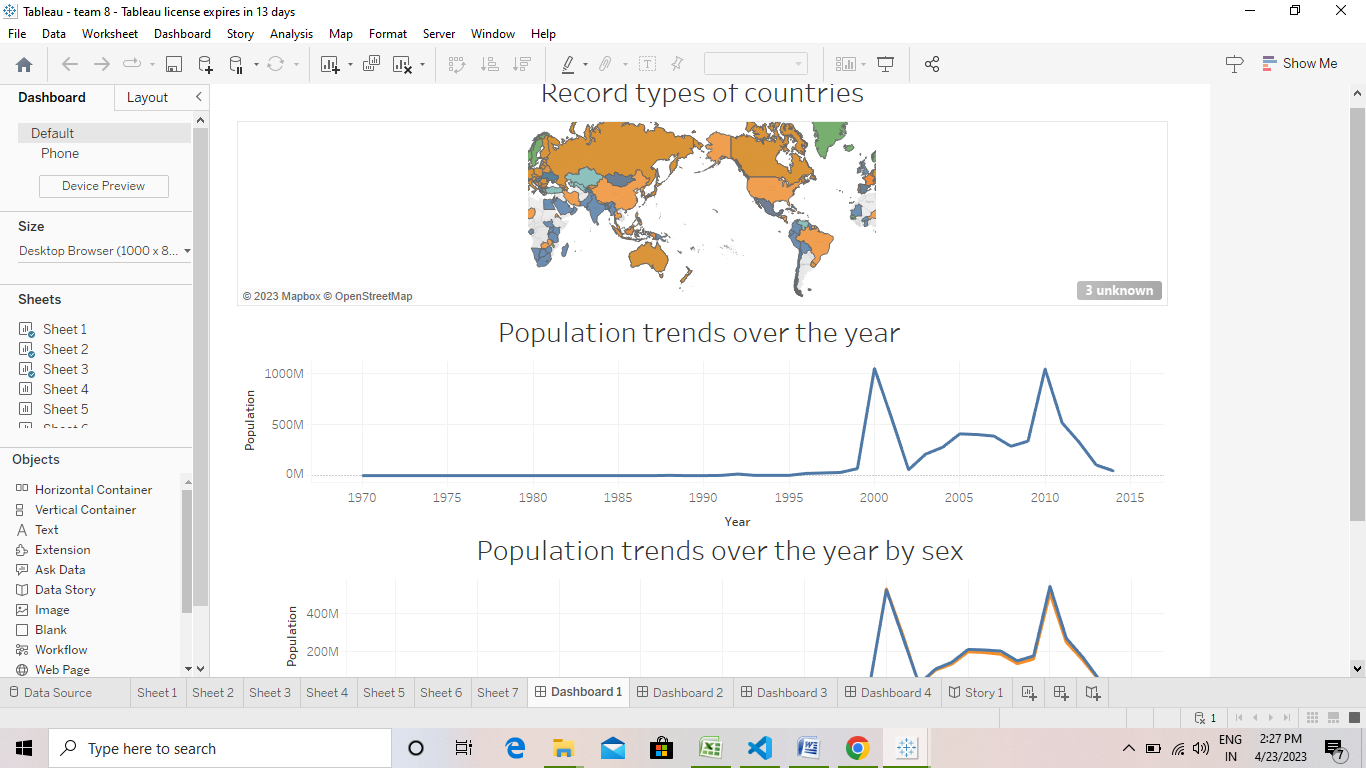 Tableau - team 8 - Tableau license expires in 13 days
File Data Worksheet Dashboard Story Analysis Map Format Server Window Help
Show Me
Dashboard Layout
Default
Phone
Device Preview
Size
Desktop Browser (1000 x 8...
Sheets
Sheet 1
Sheet 2
Sheet 3
Sheet 4
Sheet 5
Objects
Horizontal Container
Vertical Container
Text
Extension
Ask Data
Data Story
Image
Blank
Workflow
Web Page
Record types of countries
© 2023 Mapbox © OpenStreetMap
3 unknown
Population trends over the year
Population
1000M
500M
0M
1970 1975 1980 1985 1990 1995 2000 2005 2010 2015
Year
Population trends over the year by sex
Population
400M
200M
Data Source Sheet 1 Sheet 2 Sheet 3 Sheet 4 Sheet 5 Sheet 6 Sheet 7 Dashboard 1 Dashboard 2 Dashboard 3 Dashboard 4 Story 1
1
Type here to search
ENG
IN
2:27 PM
4/23/2023
7